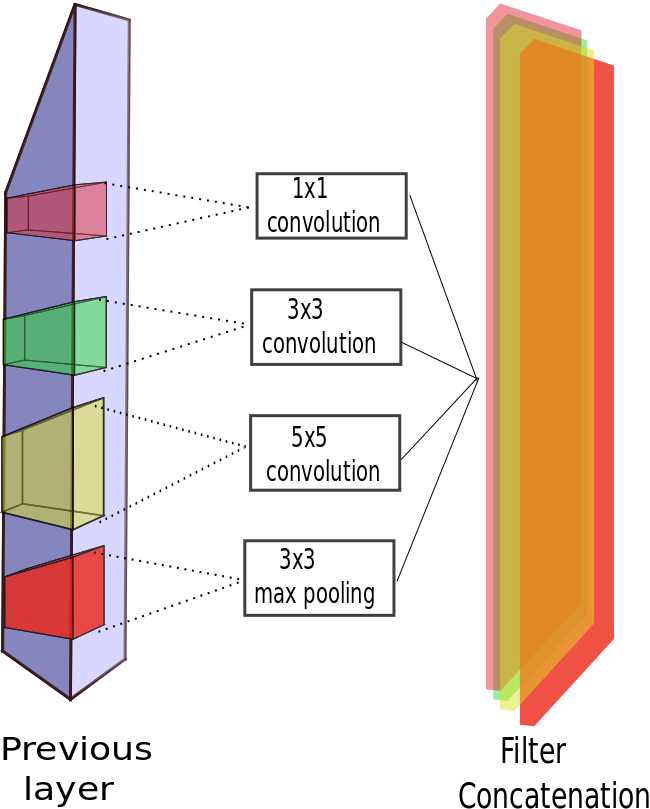 1x1
convolution
3x3
convolution
5x5
convolution
3x3
max pooling
Previous
layer
Filter
Concatenation